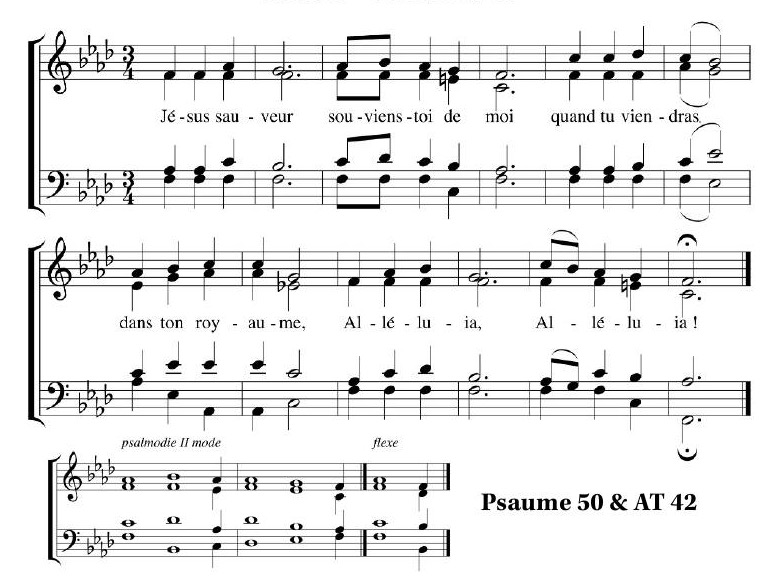 Jé - sus sau - veur sou - viens - toi de moi quand tu vien - dras,
dans ton roy - au - me, Al - lé - lu - ia, Al - lé - lu - ia !
psalmodie II mode flexe
Psaume 50 & AT 42